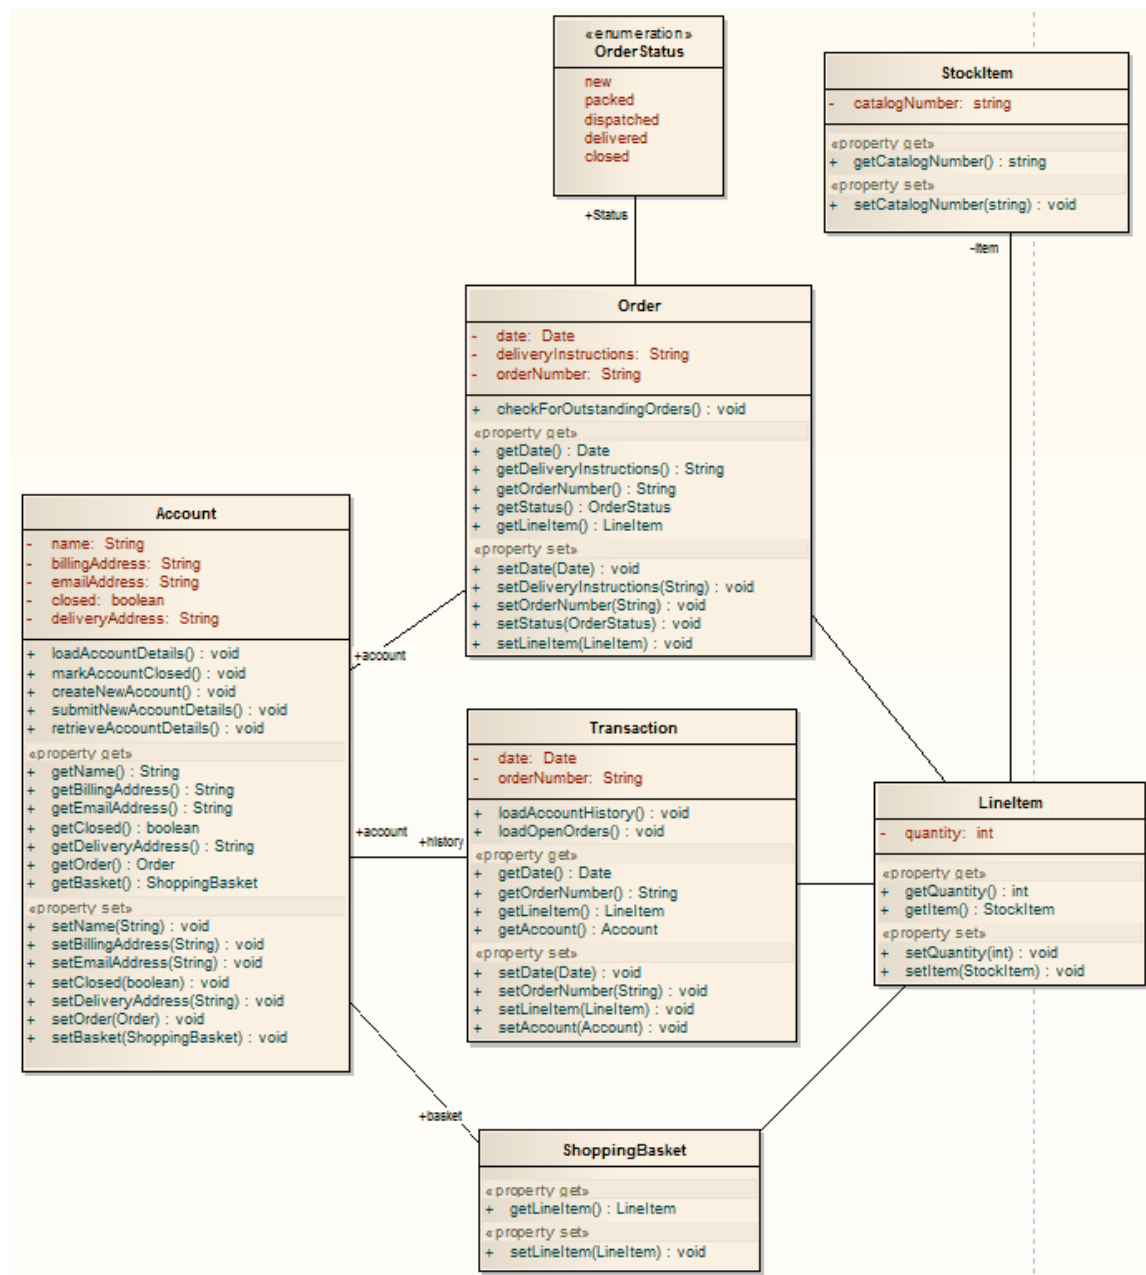 «enumeration»
OrderStatus
new
packed
dispatched
delivered
closed
+Status
StockItem
- catalogNumber: string
«property get»
+ getCatalogNumber() : string
«property set»
+ setCatalogNumber(string) : void
-Item
Order
- date: Date
- deliveryInstructions: String
- orderNumber: String
+ checkForOutstandingOrders() : void
«property get»
+ getDate() : Date
+ getDeliveryInstructions() : String
+ getOrderNumber() : String
+ getStatus() : OrderStatus
+ getLineItem() : LineItem
«property set»
+ setDate(Date) : void
+ setDeliveryInstructions(String) : void
+ setOrderNumber(String) : void
+ setStatus(OrderStatus) : void
+ setLineItem(LineItem) : void
Account
- name: String
- billingAddress: String
- emailAddress: String
- closed: boolean
- deliveryAddress: String
+ loadAccountDetails() : void
+ markAccountClosed() : void
+ createNewAccount() : void
+ submitNewAccountDetails() : void
+ retrieveAccountDetails() : void
«property get»
+ getName() : String
+ getBillingAddress() : String
+ getEmailAddress() : String
+ getClosed() : boolean
+ getDeliveryAddress() : String
+ getOrder() : Order
+ getBasket() : ShoppingBasket
«property set»
+ setName(String) : void
+ setBillingAddress(String) : void
+ setEmailAddress(String) : void
+ setClosed(boolean) : void
+ setDeliveryAddress(String) : void
+ setOrder(Order) : void
+ setBasket(ShoppingBasket) : void
+account
+account
+history
+basket
Transaction
- date: Date
- orderNumber: String
+ loadAccountHistory() : void
+ loadOpenOrders() : void
«property get»
+ getDate() : Date
+ getOrderNumber() : String
+ getLineItem() : LineItem
+ getAccount() : Account
«property set»
+ setDate(Date) : void
+ setOrderNumber(String) : void
+ setLineItem(LineItem) : void
+ setAccount(Account) : void
LineItem
- quantity: int
«property get»
+ getQuantity() : int
+ getItem() : StockItem
«property set»
+ setQuantity(int) : void
+ setItem(StockItem) : void
ShoppingBasket
«property get»
+ getLineItem() : LineItem
«property set»
+ setLineItem(LineItem) : void